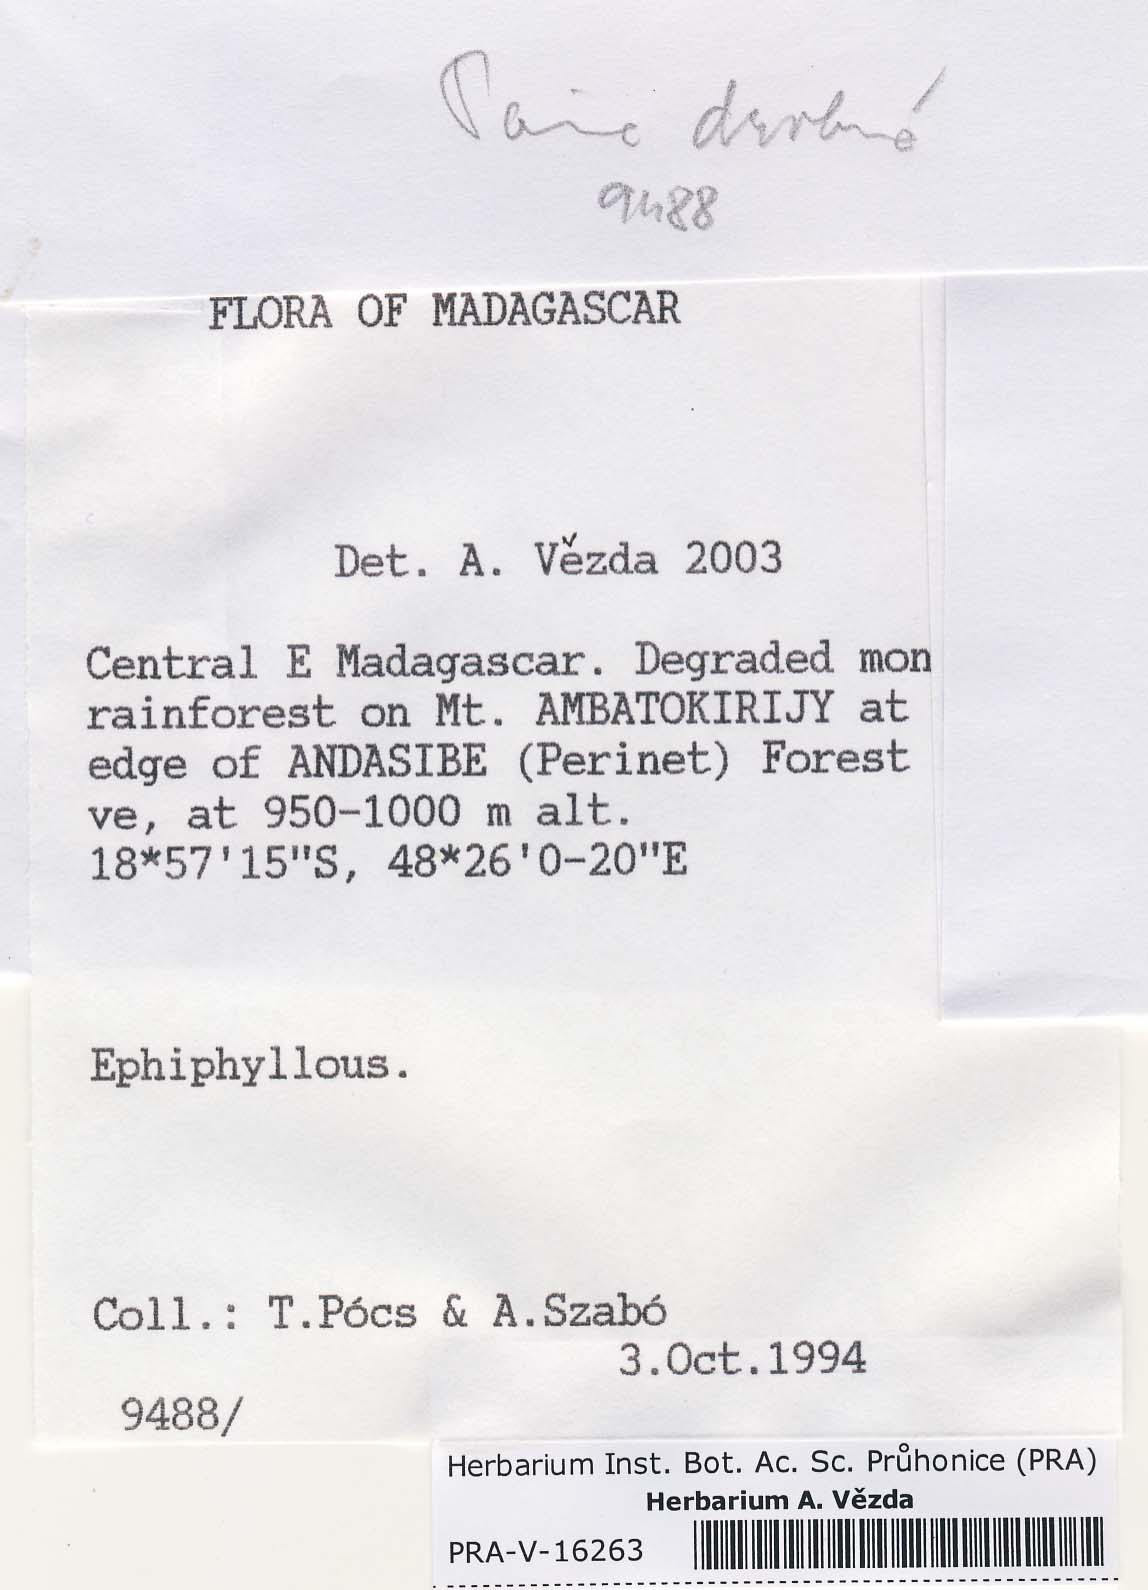 9488
FLORA OF MADAGASCAR
Det. A. Vězda 2003
Central E Madagascar. Degraded mon
rainforest on Mt. AMBATOKIRIJY at
edge of ANDASIBE (Perinet) Forest
ve, at 950-1000 m alt.
18*57'15"S, 48*26'0-20"E
Ephiphyllous.
Coll.: T.Pócs & A.Szabó
3.Oct.1994
9488/
Herbarium Inst. Bot. Ac. Sc. Průhonice (PRA)
Herbarium A. Vězda
PRA-V-16263